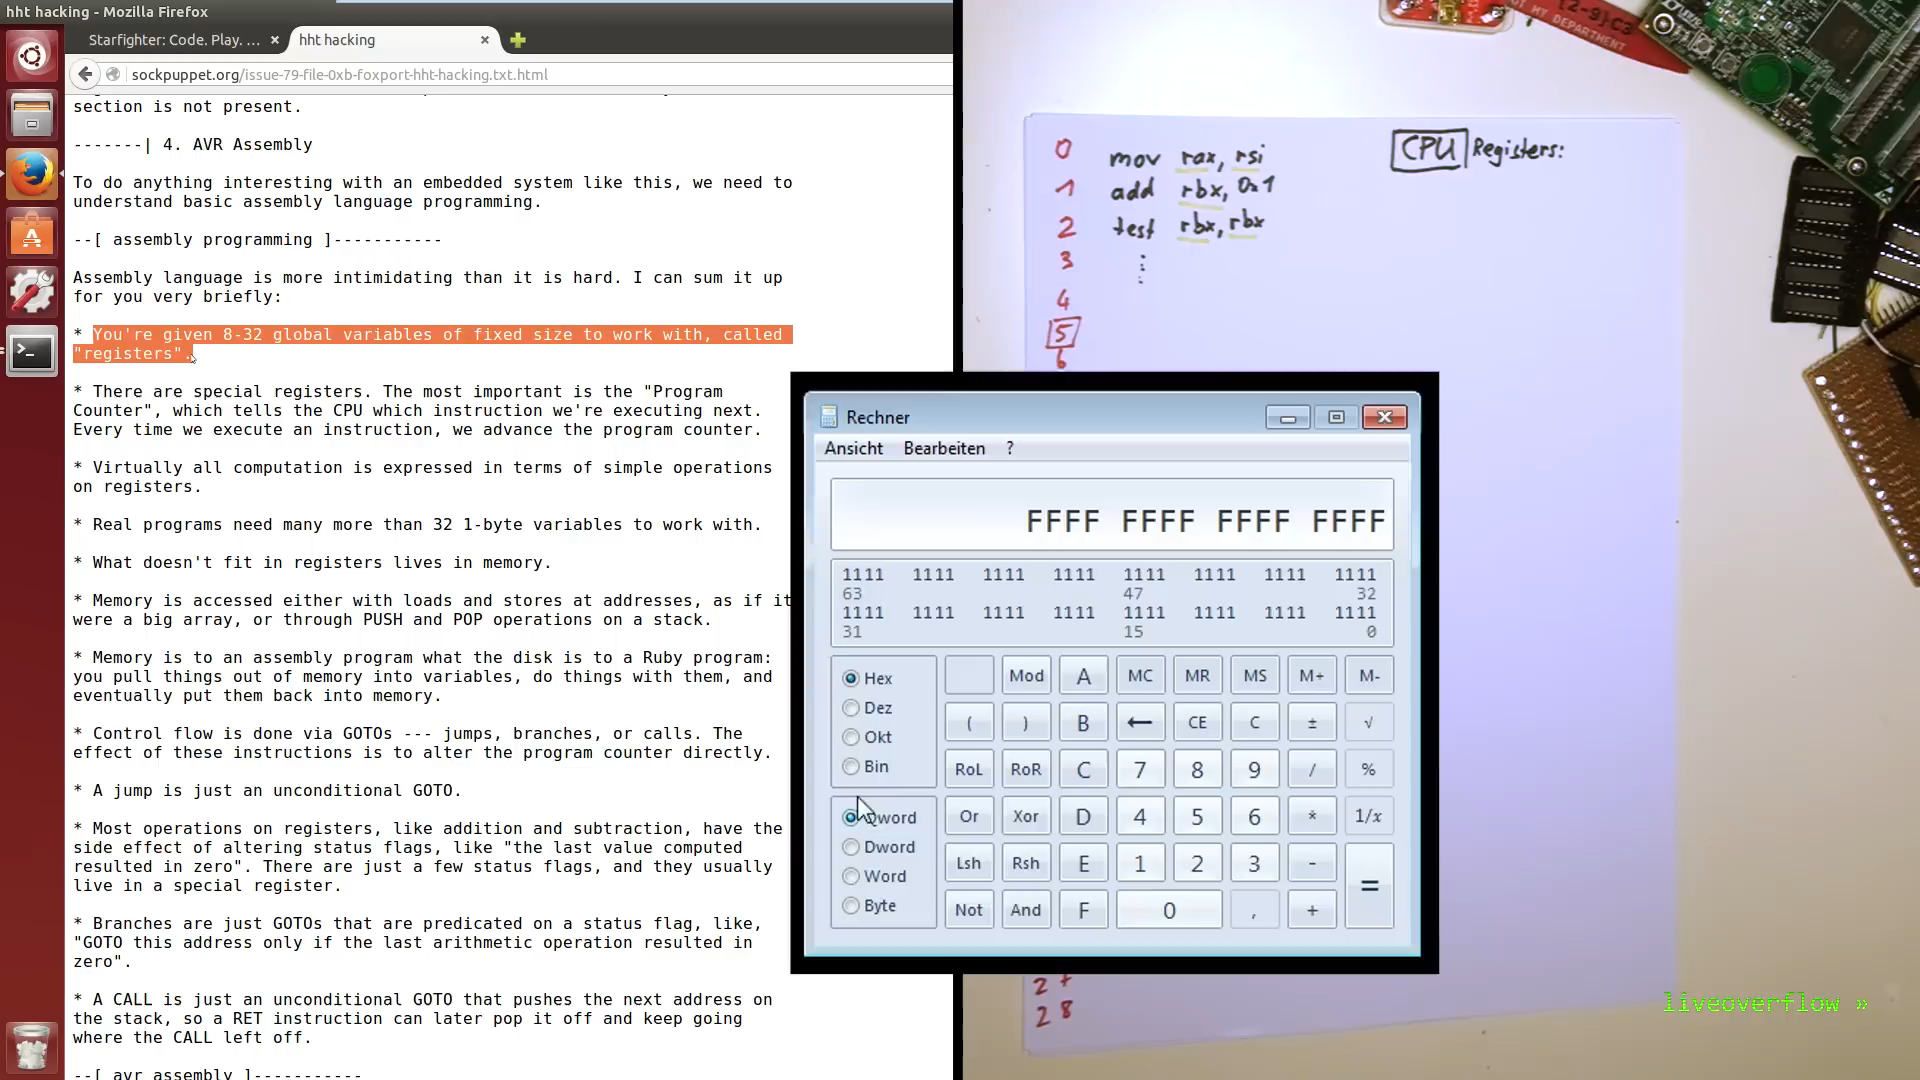 hht hacking - Mozilla Firefox
Starfighter: Code. Play. ...
hht hacking
sockpuppet.org/issue-79-file-0xb-foxport-hht-hacking.txt.html
section is not present.
-------| 4. AVR Assembly
To do anything interesting with an embedded system like this, we need to
understand basic assembly language programming.
--[ assembly programming ]-----------
Assembly language is more intimidating than it is hard. I can sum it up
for you very briefly:
* You're given 8-32 global variables of fixed size to work with, called
"registers".
* There are special registers. The most important is the "Program
Counter", which tells the CPU which instruction we're executing next.
Every time we execute an instruction, we advance the program counter.
* Virtually all computation is expressed in terms of simple operations
on registers.
* Real programs need many more than 32 1-byte variables to work with.
* What doesn't fit in registers lives in memory.
* Memory is accessed either with loads and stores at addresses, as if it
were a big array, or through PUSH and POP operations on a stack.
* Memory is to an assembly program what the disk is to a Ruby program:
you pull things out of memory into variables, do things with them, and
eventually put them back into memory.
* Control flow is done via GOTOs --- jumps, branches, or calls. The
effect of these instructions is to alter the program counter directly.
* A jump is just an unconditional GOTO.
* Most operations on registers, like addition and subtraction, have the
side effect of altering status flags, like "the last value computed
resulted in zero". There are just a few status flags, and they usually
live in a special register.
* Branches are just GOTOs that are predicated on a status flag, like,
"GOTO this address only if the last arithmetic operation resulted in
zero".
* A CALL is just an unconditional GOTO that pushes the next address on
the stack, so a RET instruction can later pop it off and keep going
where the CALL left off.
--[ avr assembly ]-----------
{2-9}C3
MY DEPARTMENT
CPU Registers:
0 mov rax, rsi
1 add rbx, 0x1
2 test rbx, rbx
3 ⋮
4
5
6
Rechner
Ansicht Bearbeiten ?
FFFF FFFF FFFF FFFF
1111 1111 1111 1111 1111 1111 1111 1111
63 47 32
1111 1111 1111 1111 1111 1111 1111 1111
31 15 0
Hex
Dez
Okt
Bin
Qword
Dword
Word
Byte
Mod A MC MR MS M+ M-
( ) B ← CE C ± √
RoL RoR C 7 8 9 / %
Or Xor D 4 5 6 * 1/x
Lsh Rsh E 1 2 3 - =
Not And F 0 , +
27
28
liveoverflow »